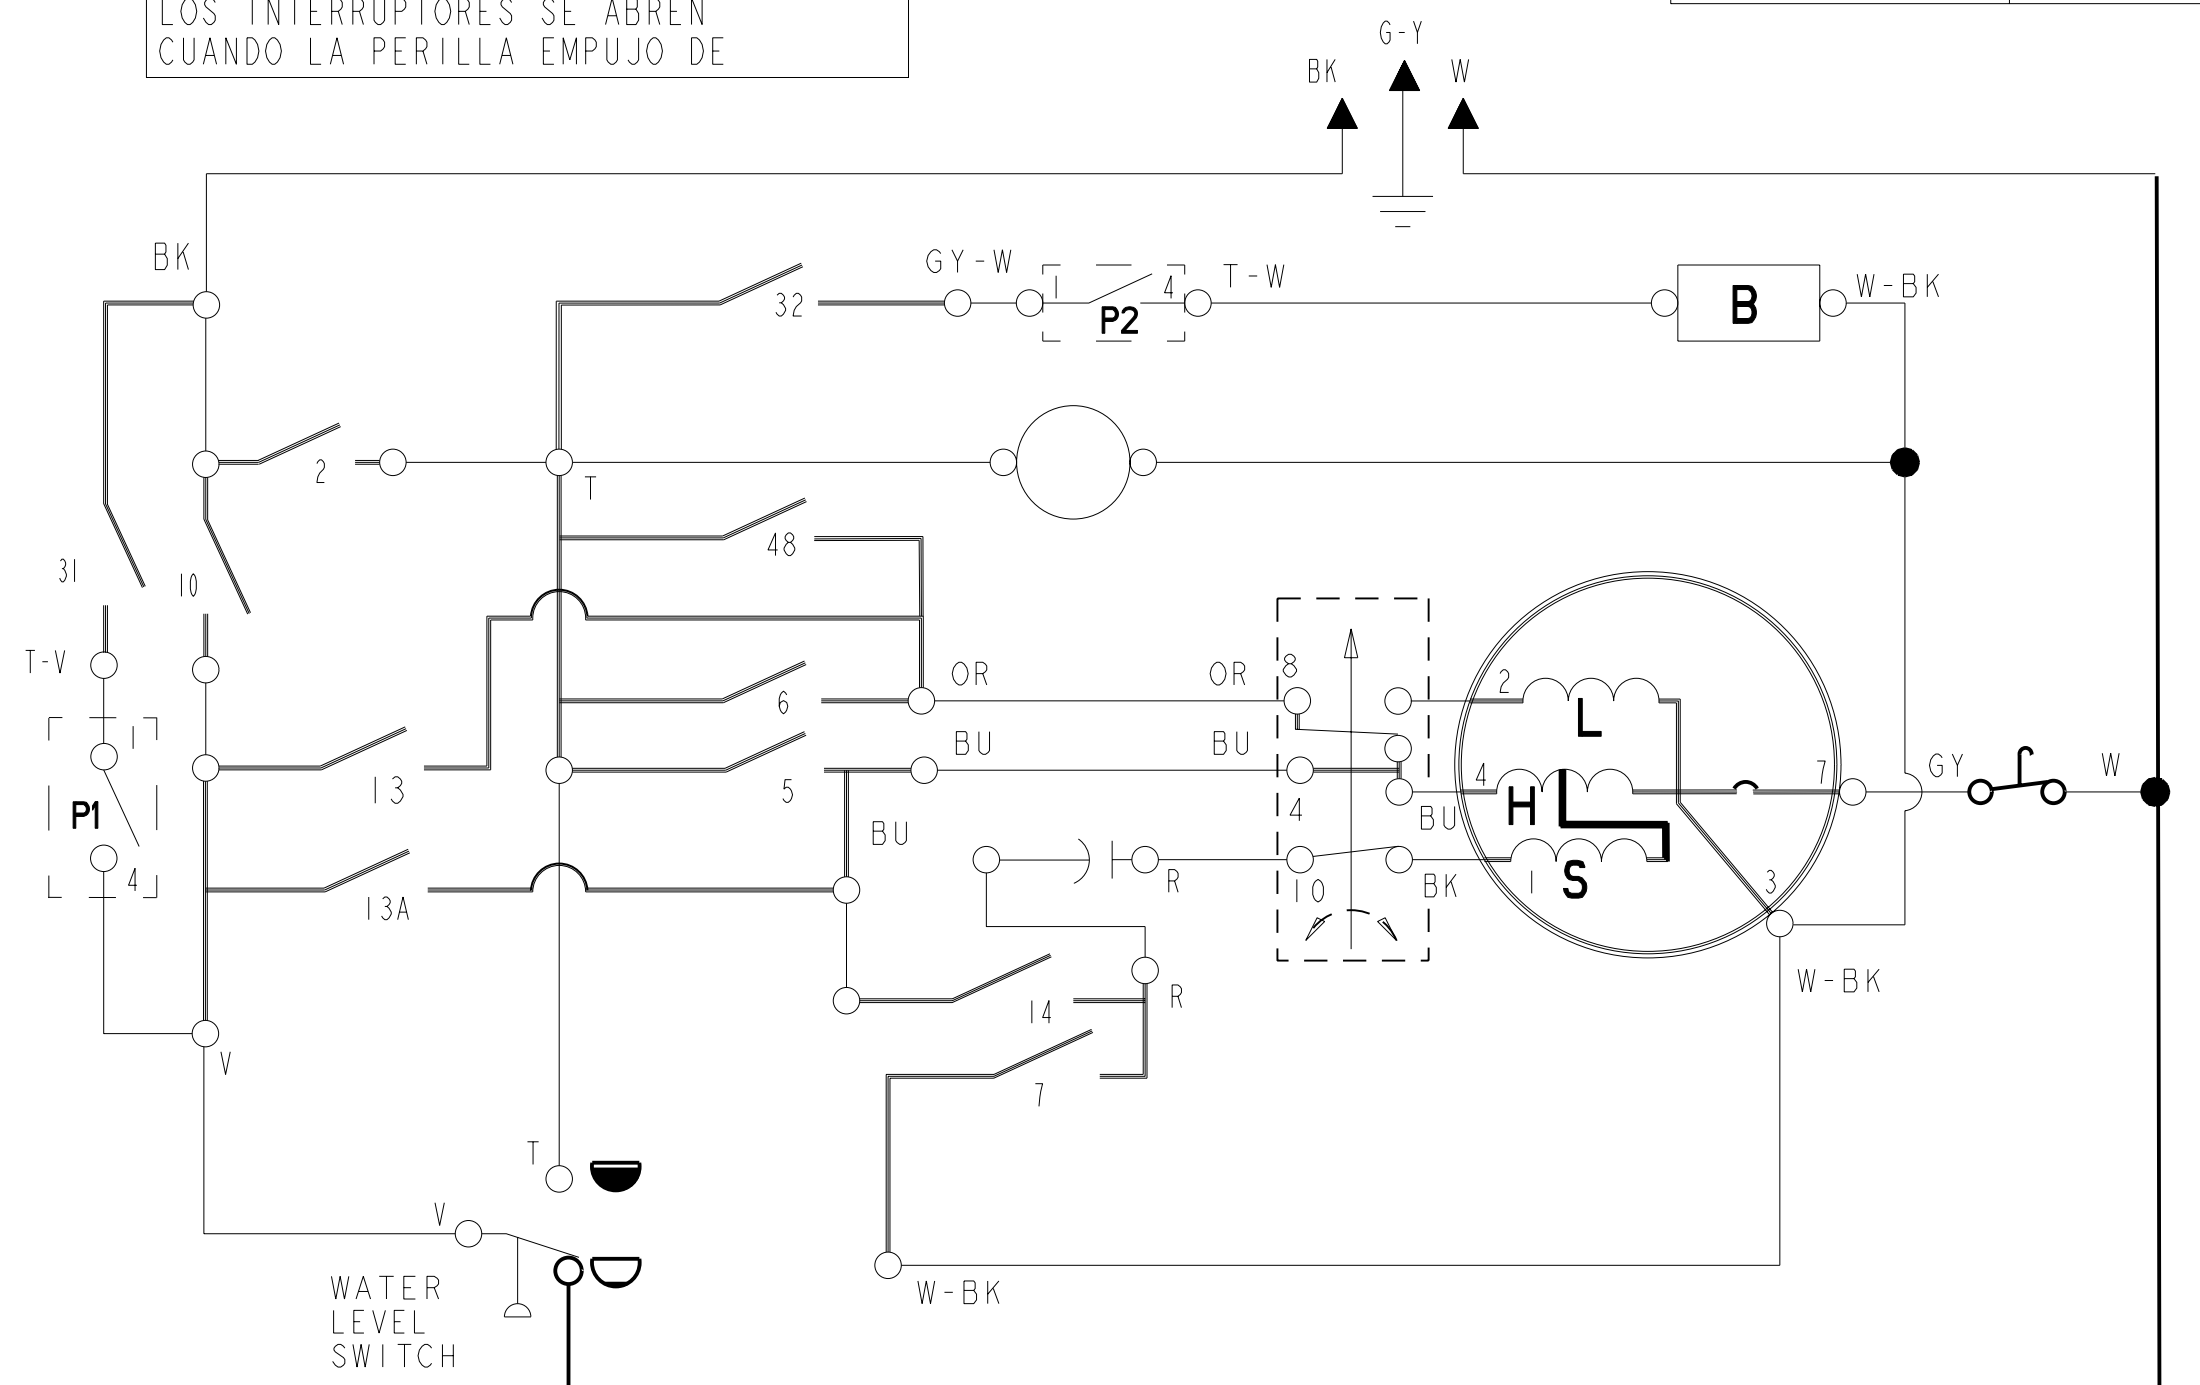 LOS INTERRUPTORES SE ABREN
CUANDO LA PERILLA EMPUJO DE
G-Y
BK
W
BK
GY-W
1
4
T-W
W-BK
32
P2
B
2
T
48
31
10
T-V
OR
OR
8
2
L
6
1
BU
BU
GY
W
4
7
13
5
4
H
BU
P1
BU
4
R
10
BK
1
S
3
13A
W-BK
14
R
V
7
T
V
W-BK
WATER
LEVEL
SWITCH